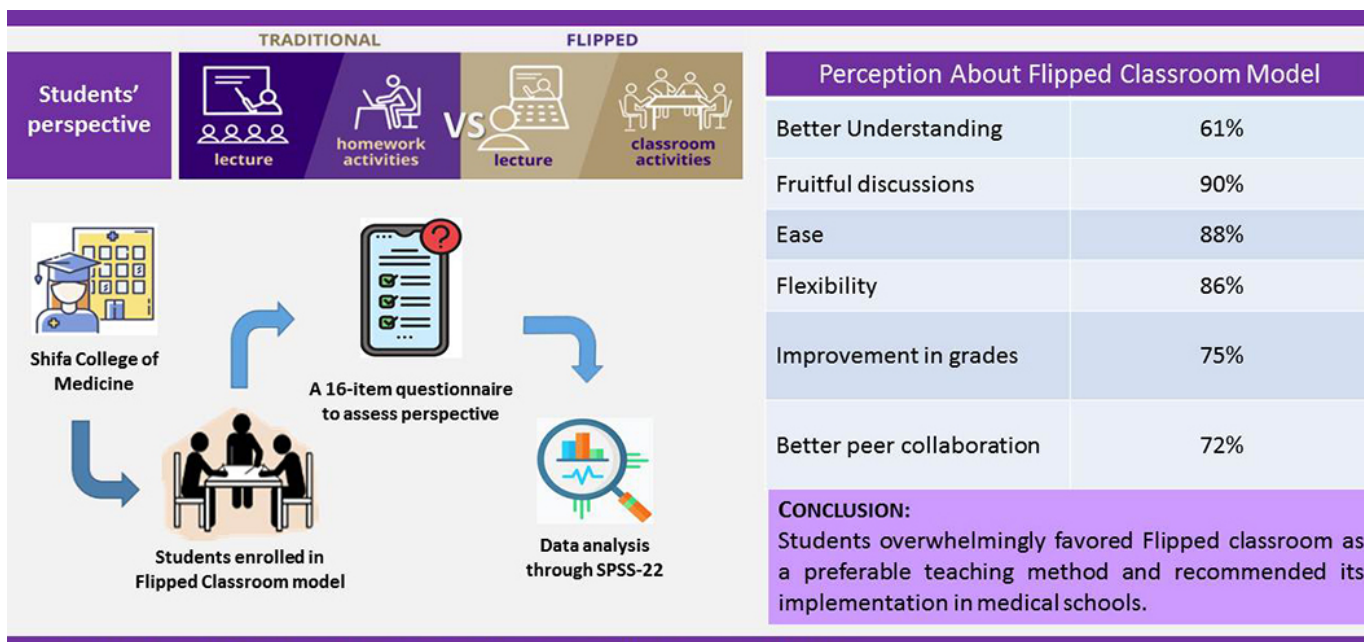 TRADITIONAL
FLIPPED
Students'
perspective
lecture
homework
activities
VS
lecture
classroom
activities
Shifa College of
Medicine
Students enrolled in
Flipped Classroom model
?
A 16-item questionnaire
to assess perspective
Data analysis
through SPSS-22
Perception About Flipped Classroom Model
Better Understanding 61%
Fruitful discussions 90%
Ease 88%
Flexibility 86%
Improvement in grades 75%
Better peer collaboration 72%
CONCLUSION:
Students overwhelmingly favored Flipped classroom as
a preferable teaching method and recommended its
implementation in medical schools.